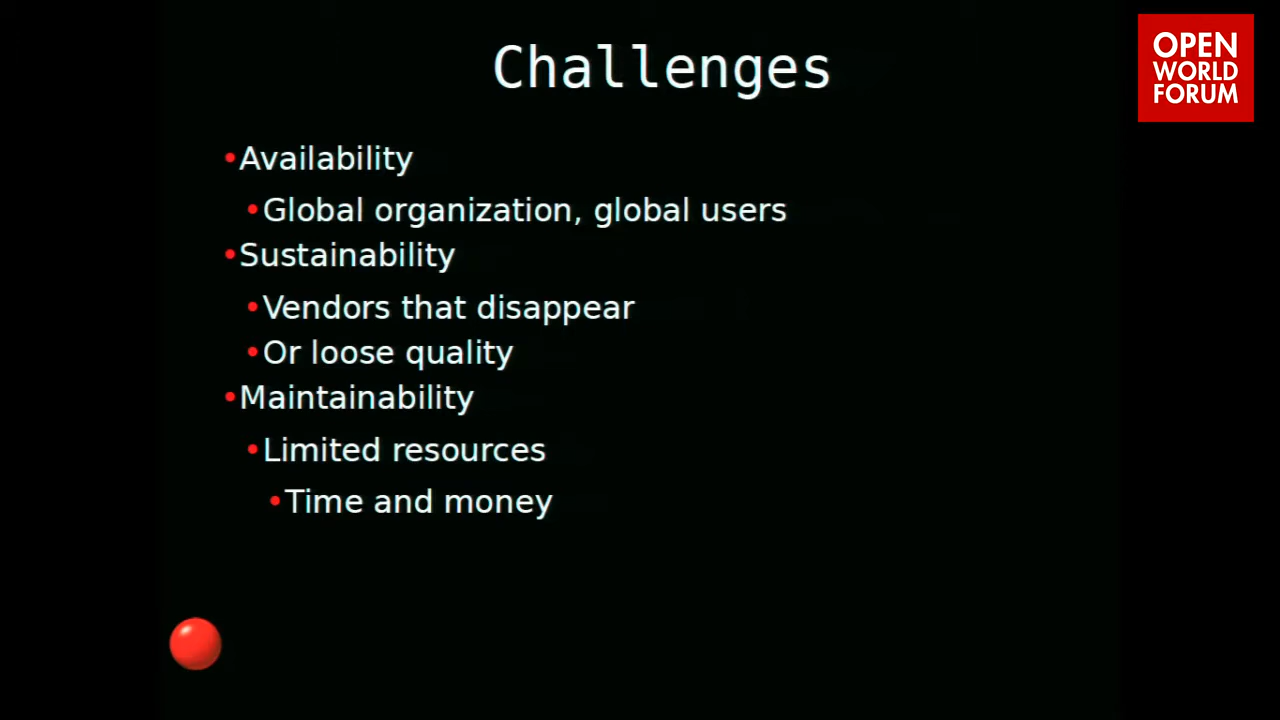 Challenges
OPEN
WORLD
FORUM
•Availability
•Global organization, global users
•Sustainability
•Vendors that disappear
•Or loose quality
•Maintainability
•Limited resources
•Time and money